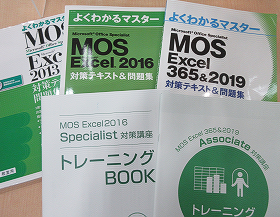 よくわかるマスター
Microsoft Office
MOS
Excel
2013
よくわかるマスター
Microsoft Office Specialist
MOS
Excel 2016
対策テキスト&問題集
よくわかるマスター
Microsoft Office Specialist
MOS
Excel
365&2019
対策テキスト&問題集
MOS Excel2016
Specialist 対策講座
トレーニング
BOOK
MOS Excel 365&2019
Associate 対策講座
トレーニング